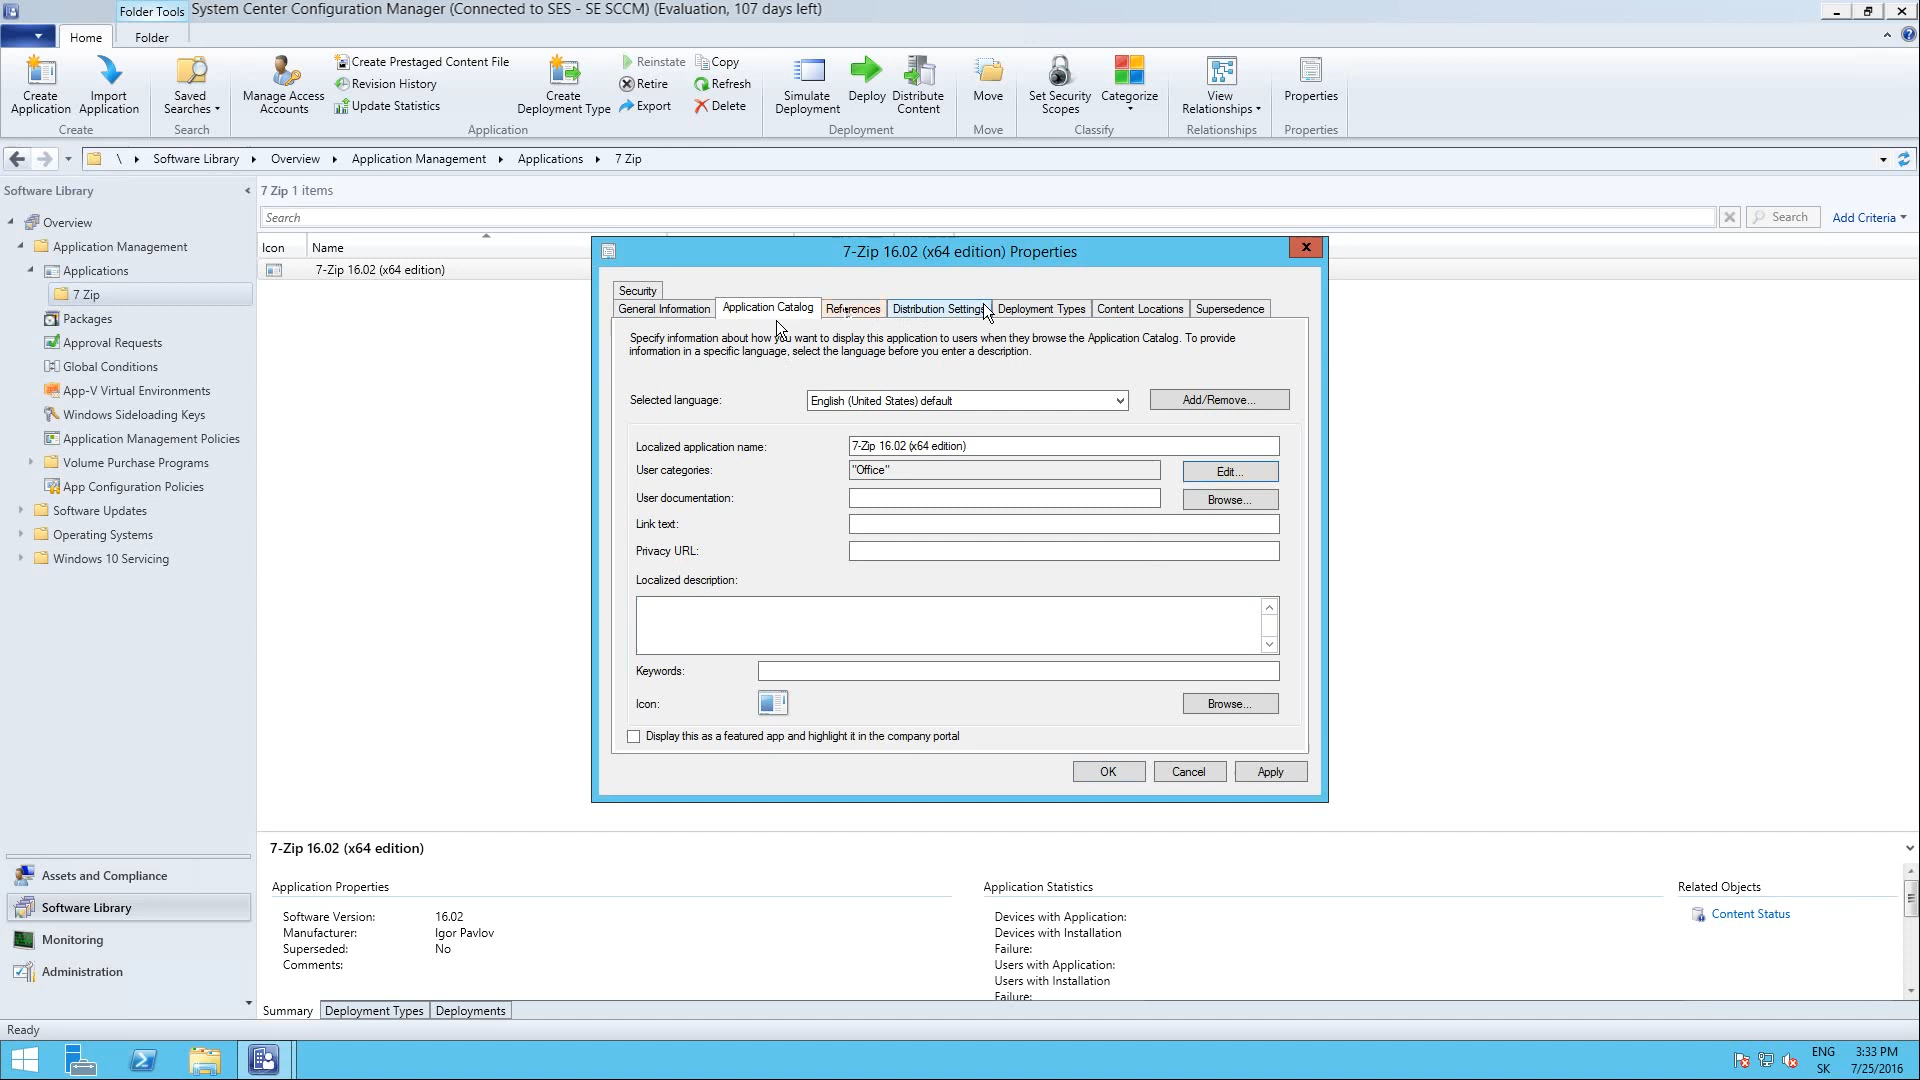 Folder Tools System Center Configuration Manager (Connected to SES - SE SCCM) (Evaluation, 107 days left)
Home Folder
Create Application
Import Application
Create
Saved Searches
Search
Manage Access Accounts
Create Prestaged Content File
Revision History
Update Statistics
Create Deployment Type
Reinstate
Retire
Export
Copy
Refresh
Delete
Application
Simulate Deployment
Deploy
Distribute Content
Deployment
Move
Move
Set Security Scopes
Categorize
Classify
View Relationships
Relationships
Properties
Properties
\ Software Library Overview Application Management Applications 7 Zip
Software Library
Overview
Application Management
Applications
7 Zip
Packages
Approval Requests
Global Conditions
App-V Virtual Environments
Windows Sideloading Keys
Application Management Policies
Volume Purchase Programs
App Configuration Policies
Software Updates
Operating Systems
Windows 10 Servicing
Assets and Compliance
Software Library
Monitoring
Administration
7 Zip 1 items
Search
Search
Add Criteria
Icon Name
7-Zip 16.02 (x64 edition)
7-Zip 16.02 (x64 edition) Properties
x
Security
General Information Application Catalog References Distribution Settings Deployment Types Content Locations Supersedence
Specify information about how you want to display this application to users when they browse the Application Catalog. To provide
information in a specific language, select the language before you enter a description.
Selected language: English (United States) default Add/Remove...
Localized application name: 7-Zip 16.02 (x64 edition)
User categories: "Office" Edit...
User documentation: Browse...
Link text:
Privacy URL:
Localized description:
Keywords:
Icon: Browse...
Display this as a featured app and highlight it in the company portal
OK Cancel Apply
7-Zip 16.02 (x64 edition)
Application Properties
Software Version: 16.02
Manufacturer: Igor Pavlov
Superseded: No
Comments:
Application Statistics
Devices with Application:
Devices with Installation
Failure:
Users with Application:
Users with Installation
Failure:
Related Objects
Content Status
Summary Deployment Types Deployments
Ready
ENG
SK
3:33 PM
7/25/2016